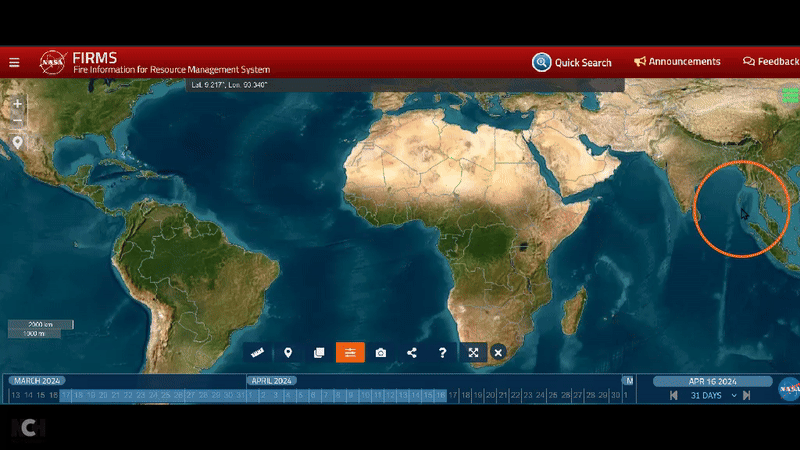 NASA
FIRMS
Fire Information for Resource Management System
Quick Search
Announcements
Feedback
Lat. 9.217°, Lon. 93.340°
2000 km
1000 mi
MARCH 2024
APRIL 2024
M
APR 16 2024
13 14 15 16 17 18 19 20 21 22 23 24 25 26 27 28 29 30 31 1 2 3 4 5 6 7 8 9 10 11 12 13 14 15 16 17 18 19 20 21 22 23 24 25 26 27 28 29 30 1
31 DAYS
NASA
C